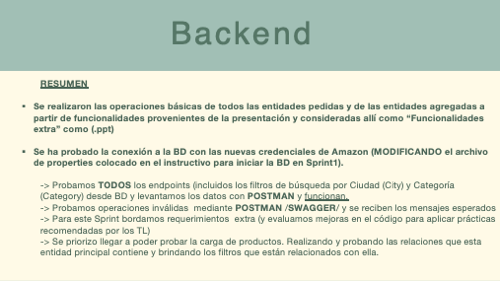 Backend
RESUMEN
• Se realizaron las operaciones básicas de todos las entidades pedidas y de las entidades agregadas a
partir de funcionalidades provenientes de la presentación y consideradas allí como “Funcionalidades
extra” como (.ppt)
• Se ha probado la conexión a la BD con las nuevas credenciales de Amazon (MODIFICANDO el archivo
de properties colocado en el instructivo para iniciar la BD en Sprint1).
-> Probamos TODOS los endpoints (incluidos los filtros de búsqueda por Ciudad (City) y Categoría
(Category) desde BD y levantamos los datos con POSTMAN y funcionan.
-> Probamos operaciones inválidas mediante POSTMAN /SWAGGER/ y se reciben los mensajes esperados
-> Para este Sprint bordamos requerimientos extra (y evaluamos mejoras en el código para aplicar prácticas
recomendadas por los TL)
-> Se priorizo llegar a poder probar la carga de productos. Realizando y probando las relaciones que esta
entidad principal contiene y brindando los filtros que están relacionados con ella.